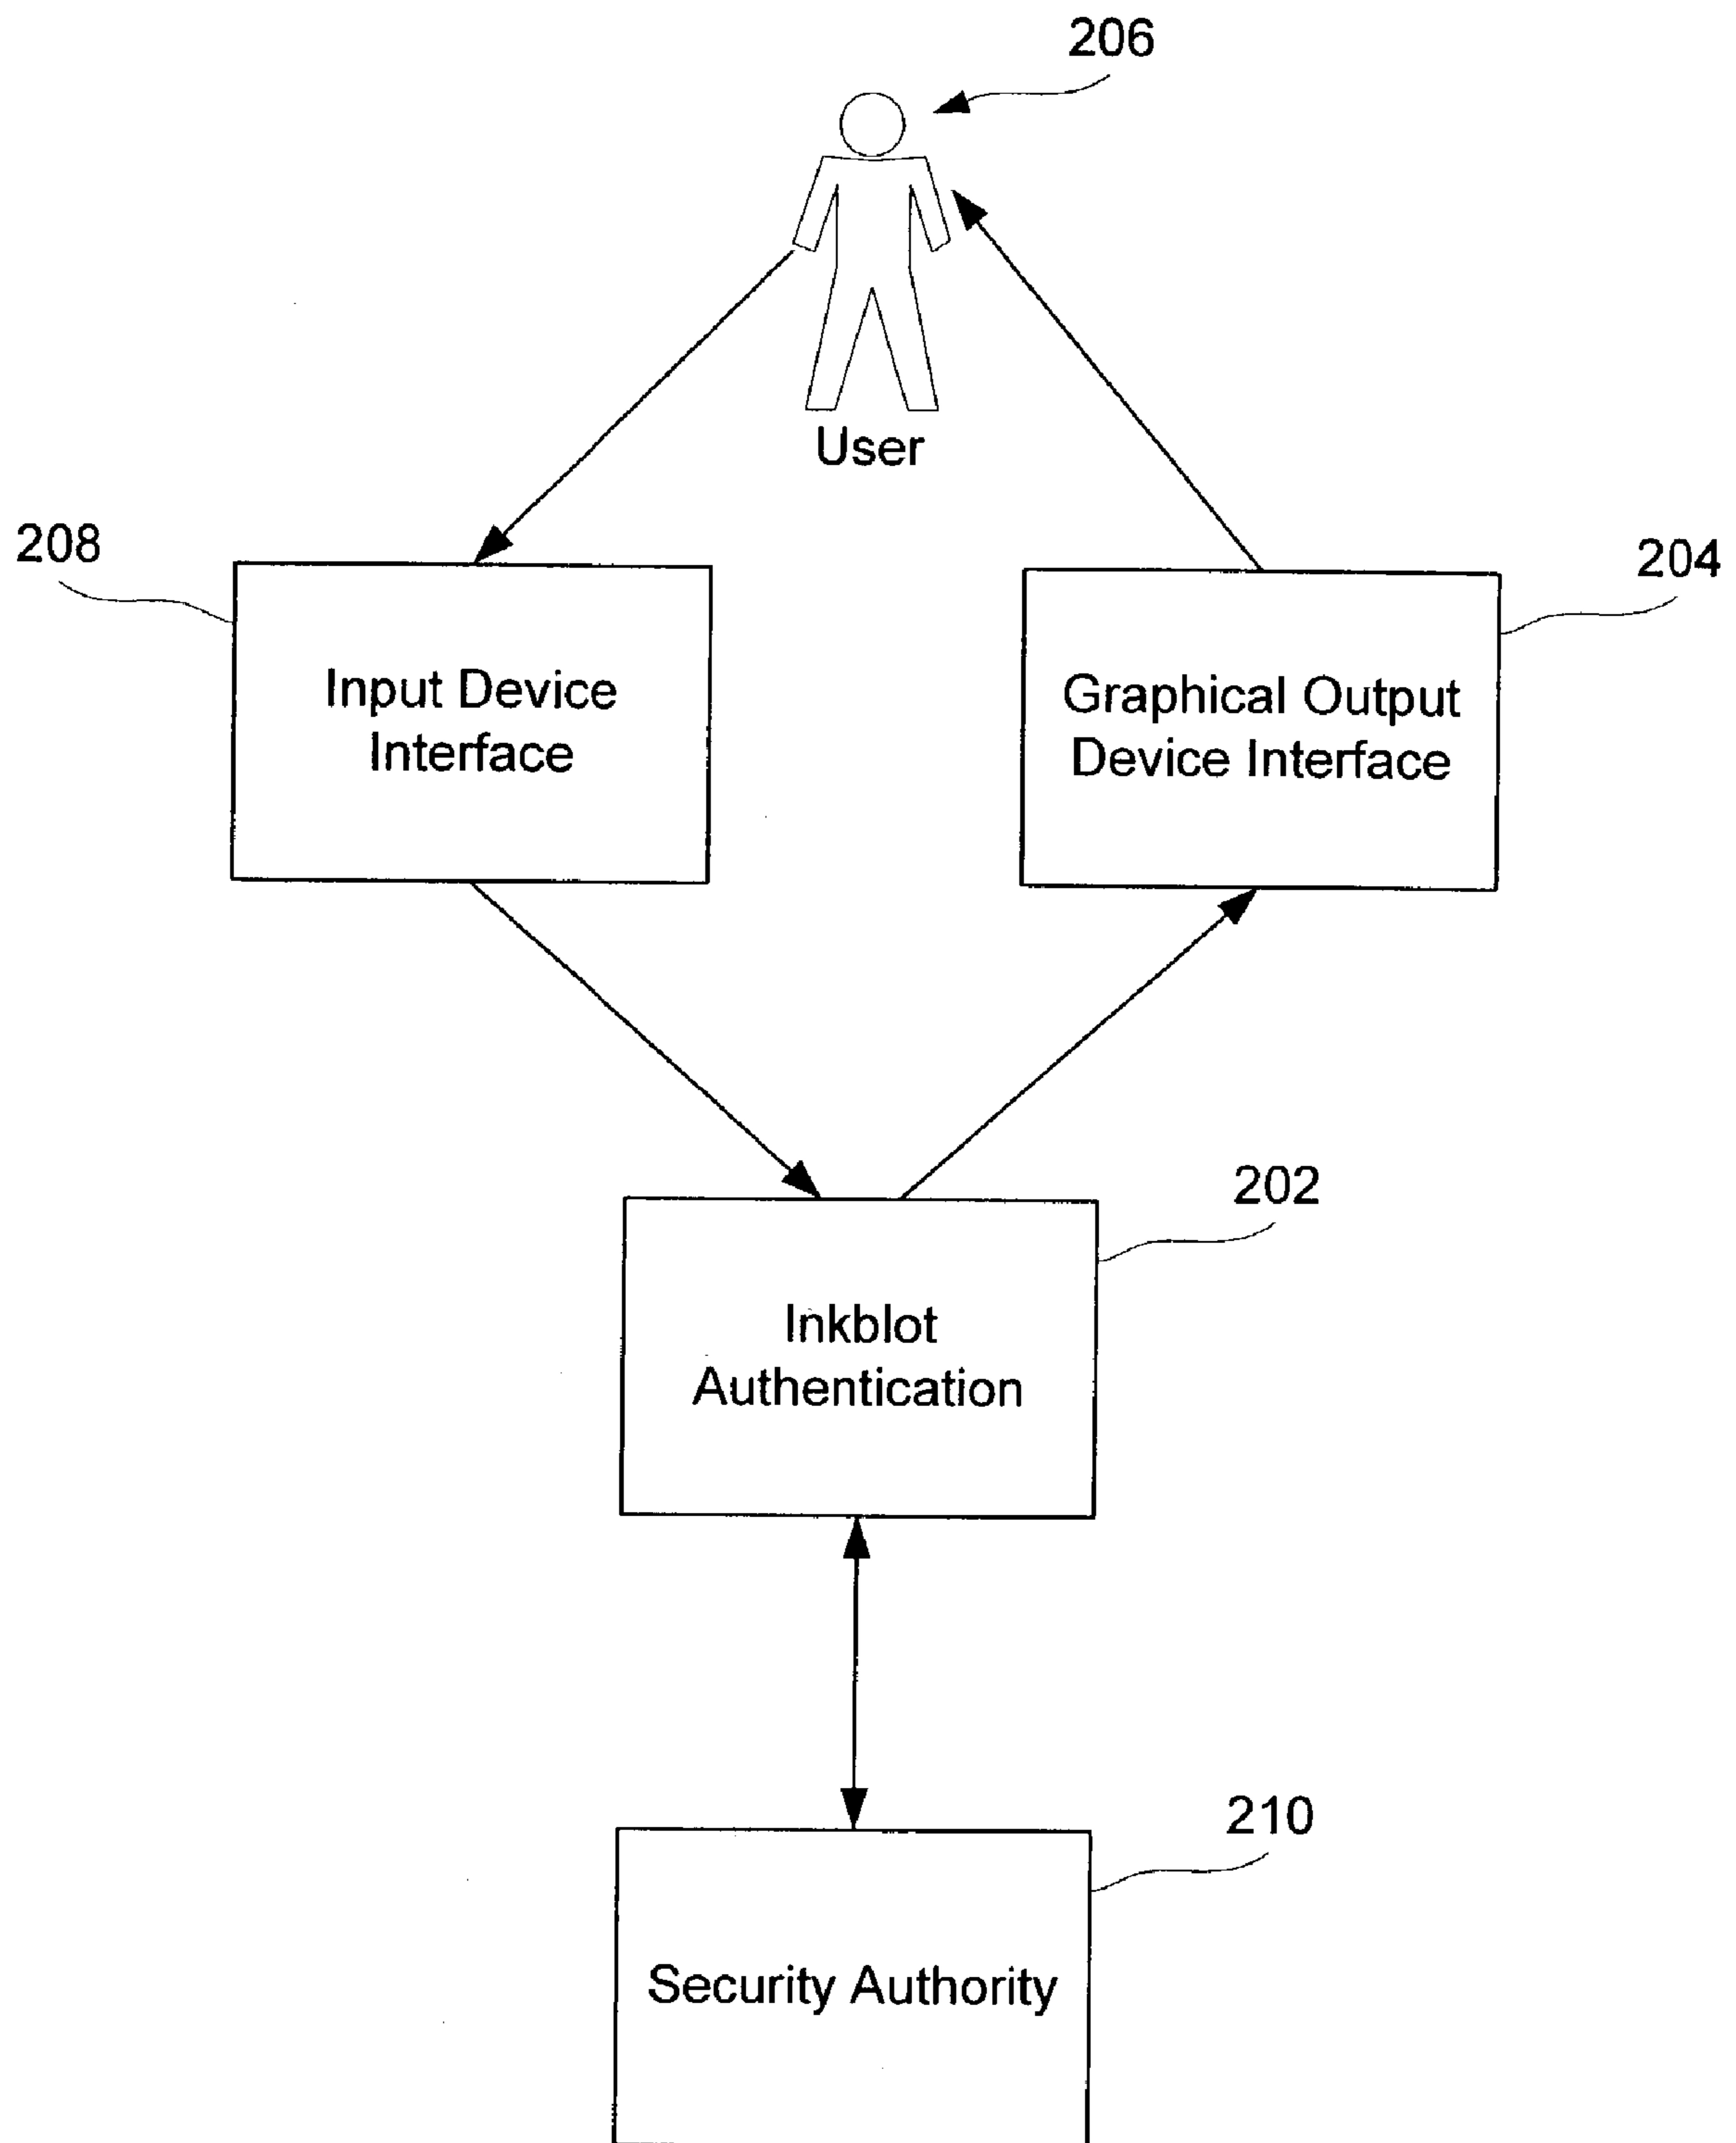 206
User
208
204
Input Device
Interface
Graphical Output
Device Interface
202
Inkblot
Authentication
210
Security Authority